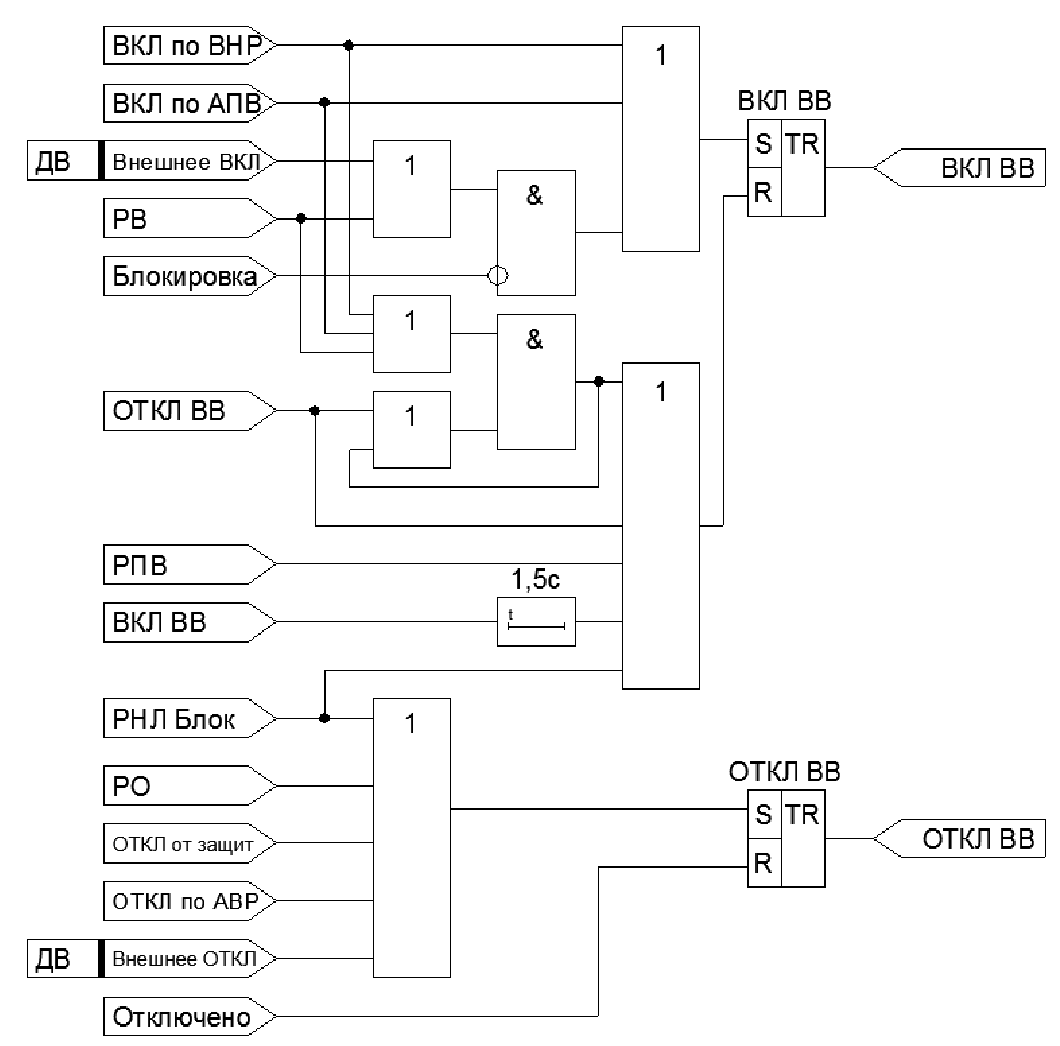 ВКЛ по ВНР
1
ВКЛ по АПВ
ВКЛ ВВ
S TR
R
ВКЛ ВВ
ДВ Внешнее ВКЛ
1
&
РВ
Блокировка
1
&
ОТКЛ ВВ
1
1
РПВ
1,5с
ВКЛ ВВ
t
РНЛ Блок
1
РО
ОТКЛ ВВ
S TR
R
ОТКЛ ВВ
ОТКЛ от защит
ОТКЛ по АВР
ДВ Внешнее ОТКЛ
Отключено